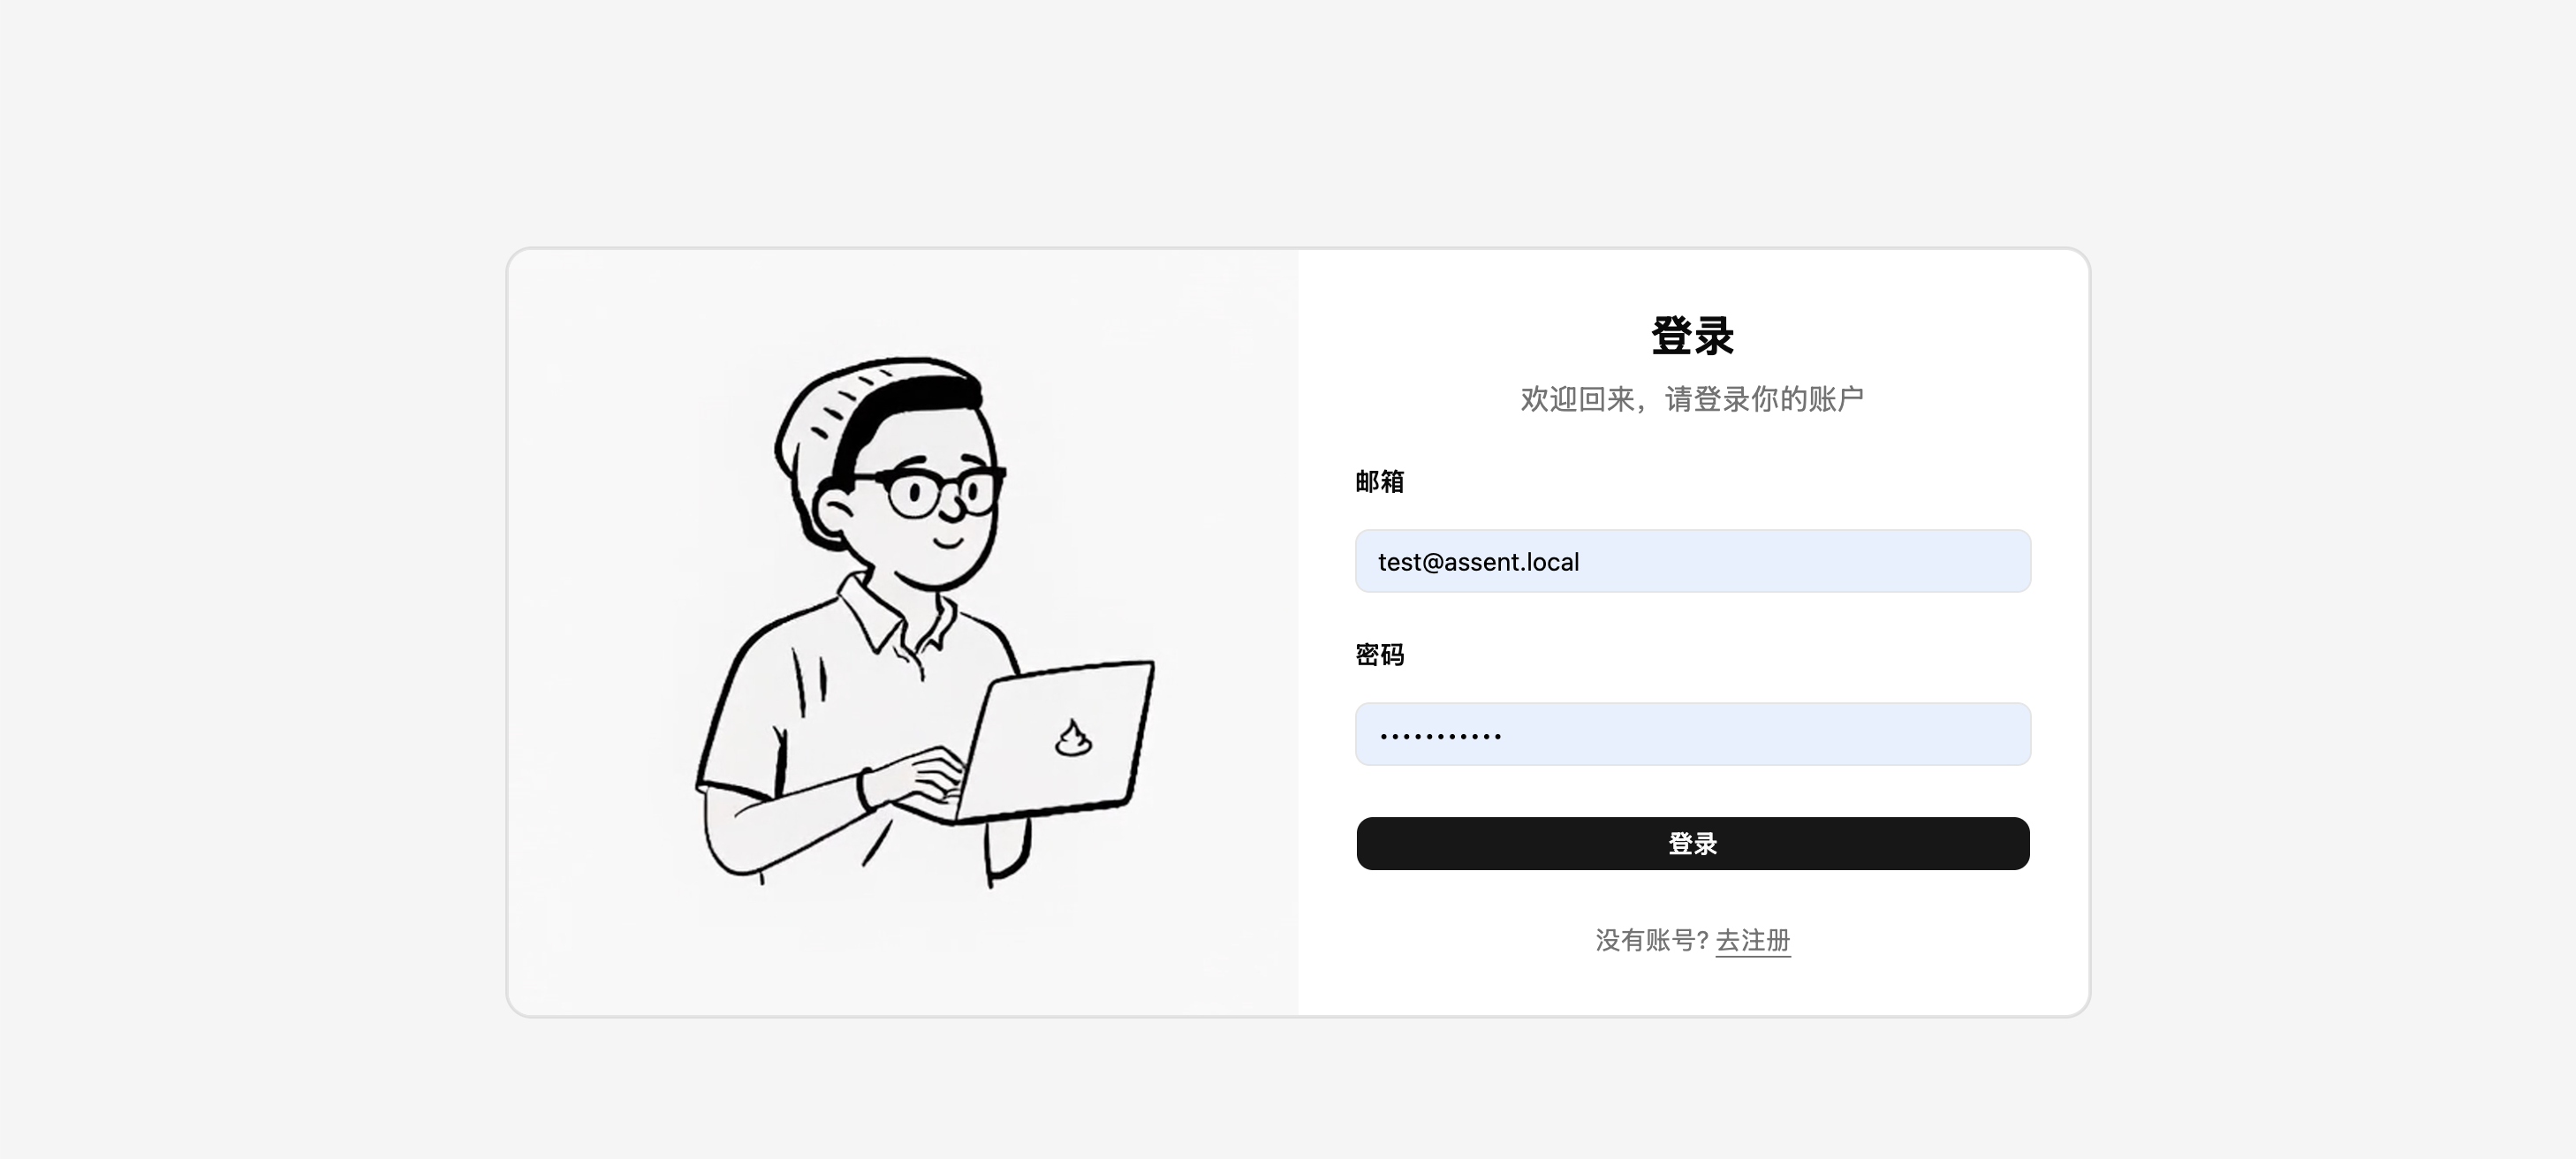 登录
欢迎回来，请登录你的账户
邮箱
test@assent.local
密码
•••••••••••
登录
没有账号? 去注册